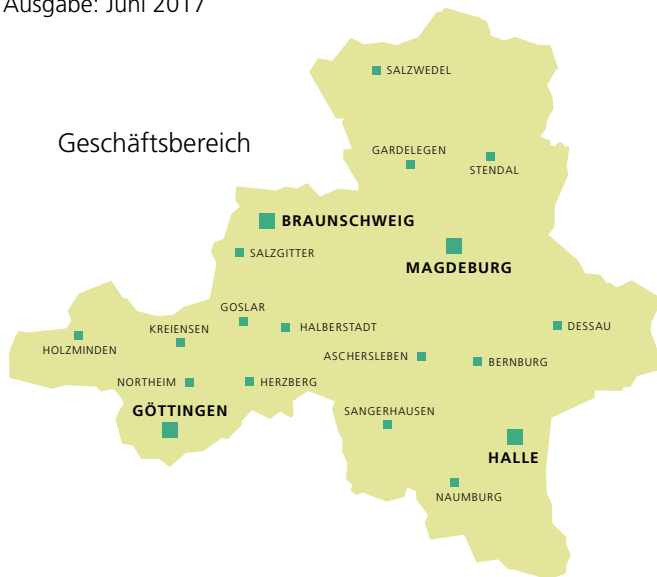 Ausgabe: Juni 2017
SALZWEDEL
Geschäftsbereich
GARDELEGEN
STENDAL
BRAUNSCHWEIG
SALZGITTER
MAGDEBURG
GOSLAR
KREIENSEN
HALBERSTADT
DESSAU
HOLZMINDEN
ASCHERSLEBEN
BERNBURG
NORTHEIM
HERZBERG
GÖTTINGEN
SANGERHAUSEN
HALLE
NAUMBURG